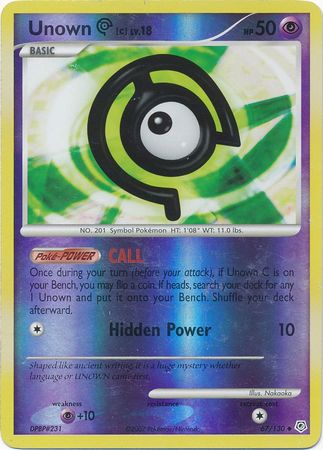 Unown C [C] LV.18 HP 50
BASIC
NO. 201 Symbol Pokémon HT: 1'08" WT: 11.0 lbs.
Poké-POWER CALL
Once during your turn (before your attack), if Unown C is on
your Bench, you may flip a coin. If heads, search your deck for any
1 Unown and put it onto your Bench. Shuffle your deck
afterward.
Hidden Power 10
Shaped like ancient writing, it is a huge mystery whether
language or UNOWN came first.
Illus. Nakaoka
weakness resistance retreat cost
+10
DPBP#231 ©2007 Pokémon/Nintendo 67/130